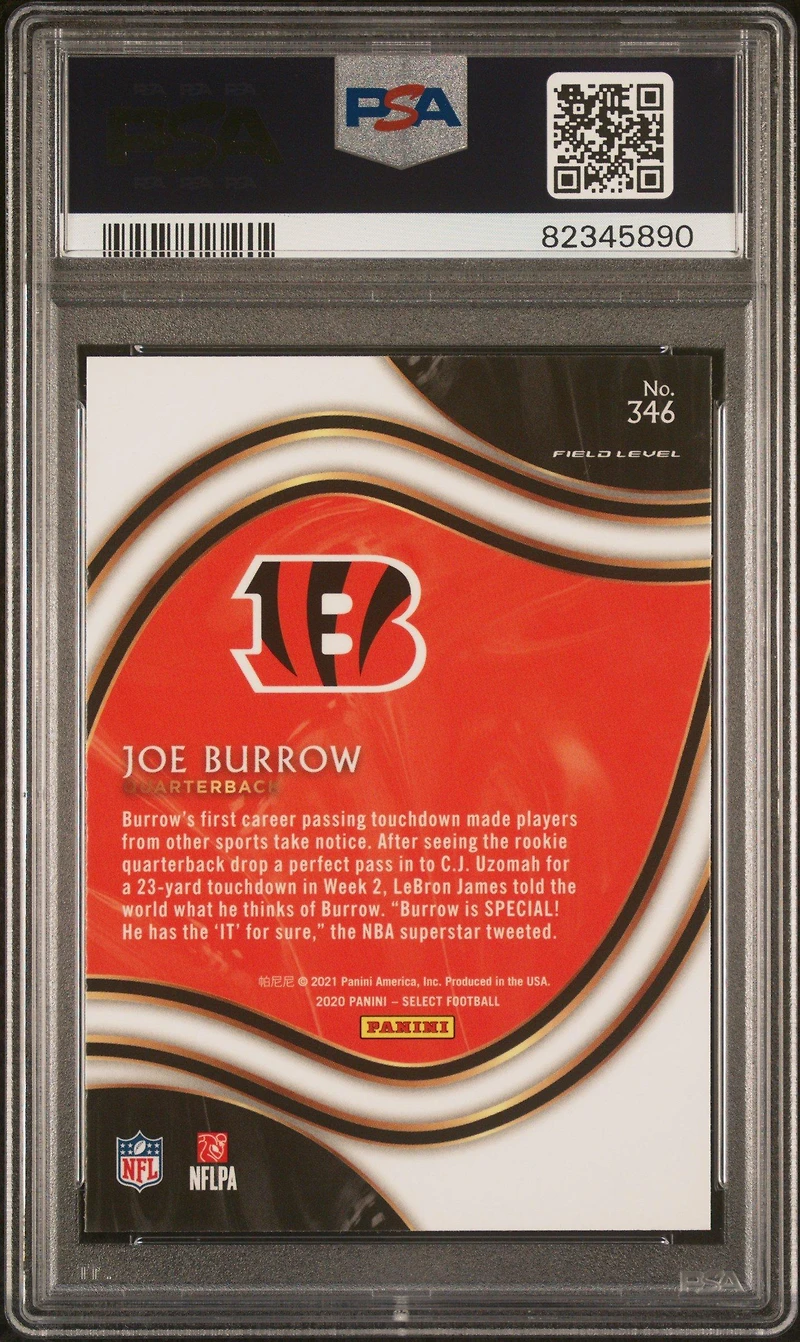 PSA
PSA
82345890
No.
346
FIELD LEVEL
B
JOE BURROW
QUARTERBACK
Burrow's first career passing touchdown made players
from other sports take notice. After seeing the rookie
quarterback drop a perfect pass in to C.J. Uzomah for
a 23-yard touchdown in Week 2, LeBron James told the
world what he thinks of Burrow. “Burrow is SPECIAL!
He has the ‘IT’ for sure,” the NBA superstar tweeted.
帕尼尼 © 2021 Panini America, Inc. Produced in the USA.
2020 PANINI – SELECT FOOTBALL
PANINI
NFL
NFLPA
PSA